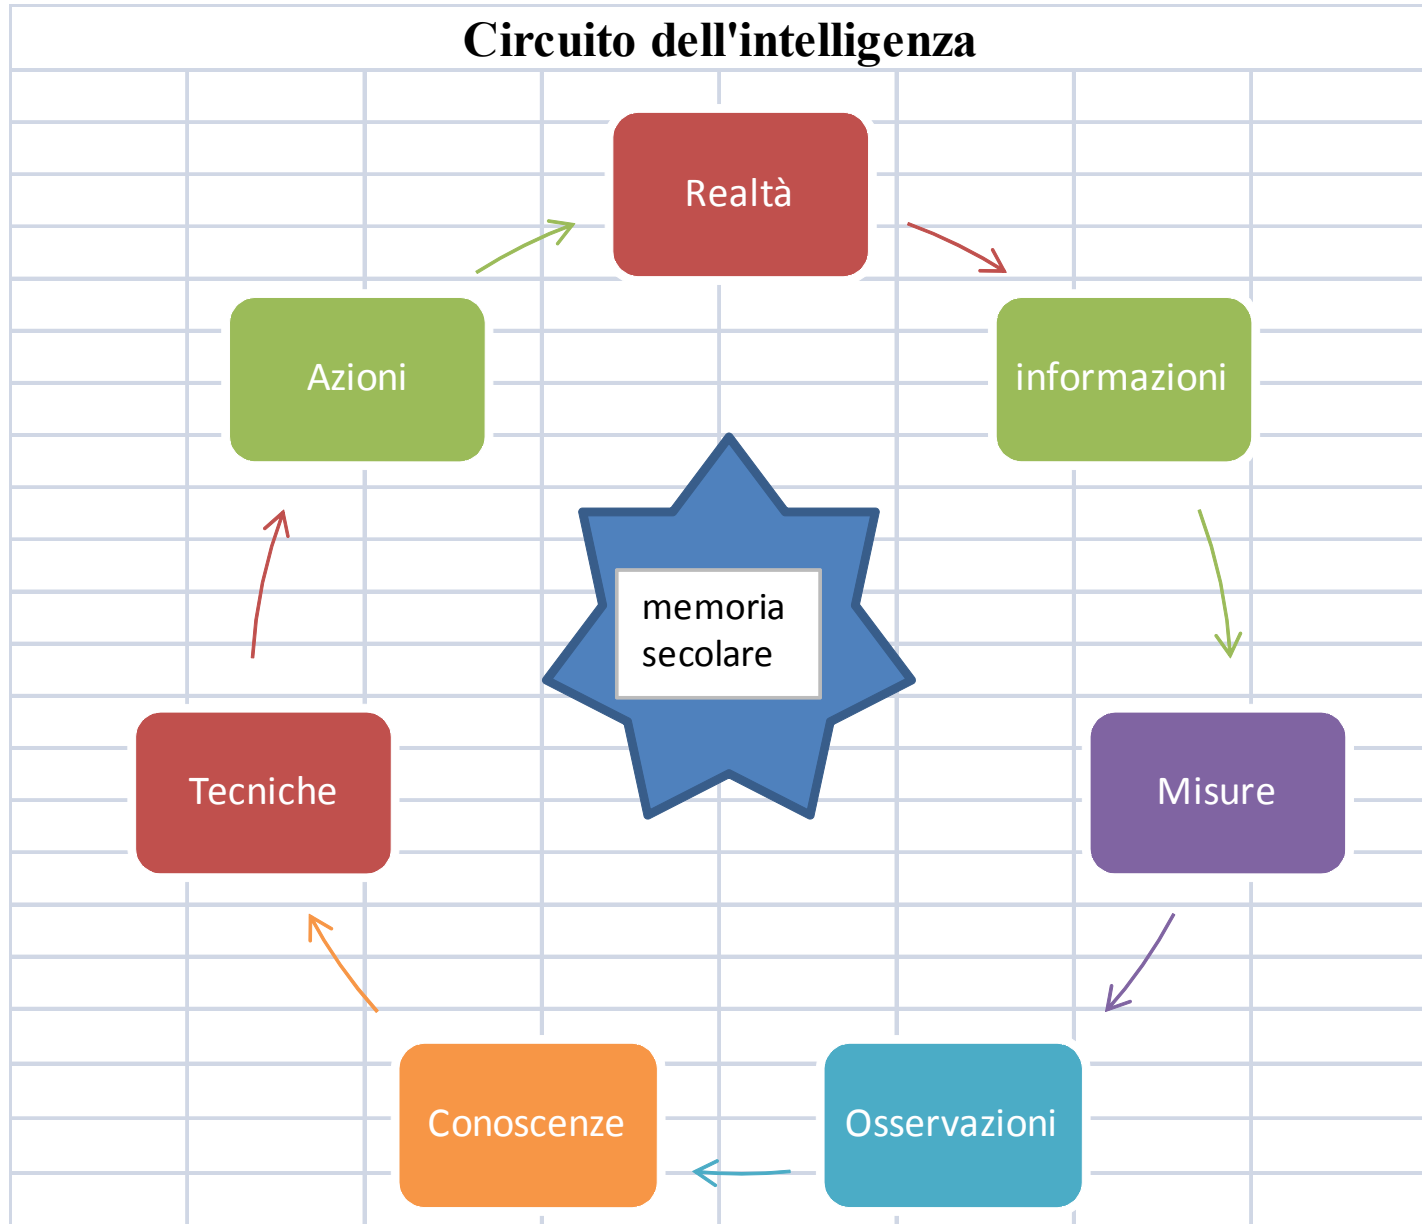 Circuito dell'intelligenza
Realtà
informazioni
Misure
Osservazioni
Conoscenze
Tecniche
Azioni
memoria
secolare